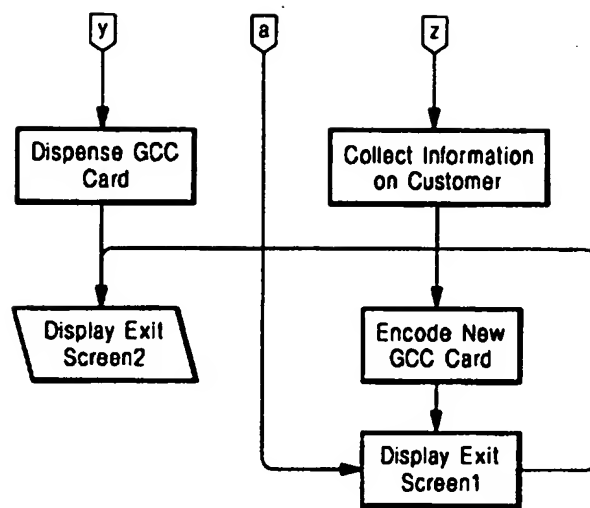 y
a
z
Dispense GCC
Card
Collect Information
on Customer
Display Exit
Screen2
Encode New
GCC Card
Display Exit
Screen1